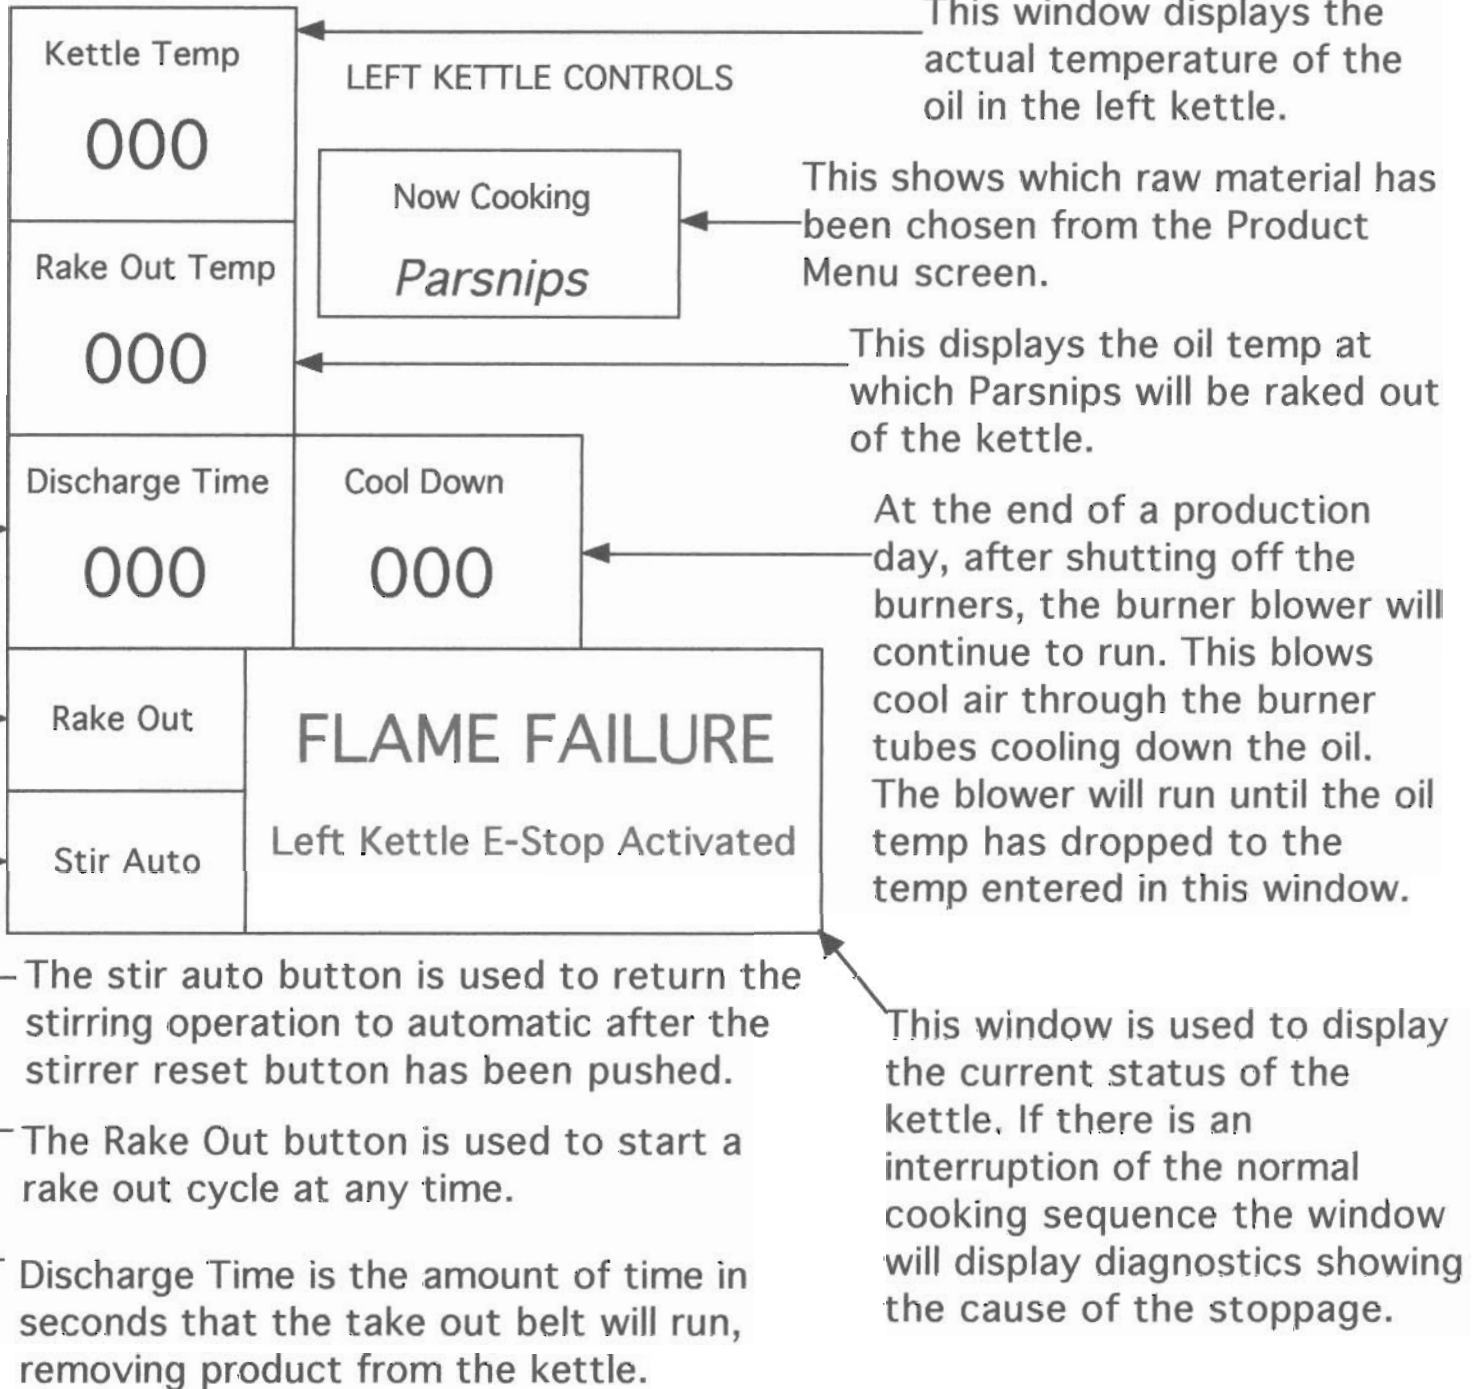 This window displays the
actual temperature of the
oil in the left kettle.
Kettle Temp
000
LEFT KETTLE CONTROLS
Now Cooking
Parsnips
This shows which raw material has
been chosen from the Product
Menu screen.
Rake Out Temp
000
This displays the oil temp at
which Parsnips will be raked out
of the kettle.
Discharge Time
000
Cool Down
000
At the end of a production
day, after shutting off the
burners, the burner blower will
continue to run. This blows
cool air through the burner
tubes cooling down the oil.
The blower will run until the oil
temp has dropped to the
temp entered in this window.
Rake Out
Stir Auto
FLAME FAILURE
Left Kettle E-Stop Activated
The stir auto button is used to return the
stirring operation to automatic after the
stirrer reset button has been pushed.
The Rake Out button is used to start a
rake out cycle at any time.
Discharge Time is the amount of time in
seconds that the take out belt will run,
removing product from the kettle.
This window is used to display
the current status of the
kettle. If there is an
interruption of the normal
cooking sequence the window
will display diagnostics showing
the cause of the stoppage.